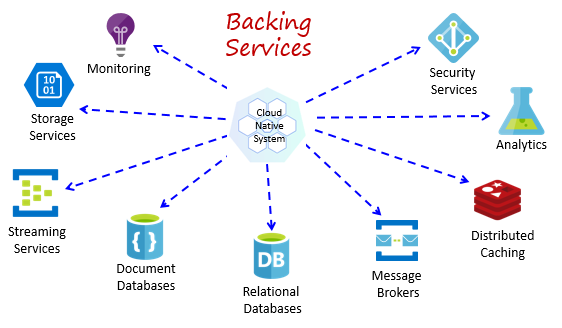 Backing
Services
Monitoring
Security
Services
10
01
Storage
Services
Cloud
Native
System
Analytics
Streaming
Services
{ }
Document
Databases
DB
Relational
Databases
Message
Brokers
Distributed
Caching